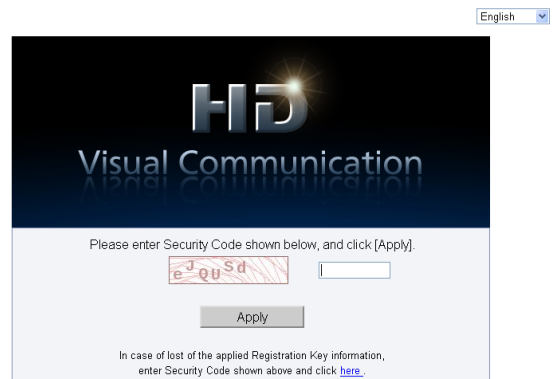 English
HD
Visual Communication
Please enter Security Code shown below, and click [Apply].
eJQUSd
Apply
In case of lost of the applied Registration Key information,
enter Security Code shown above and click here .